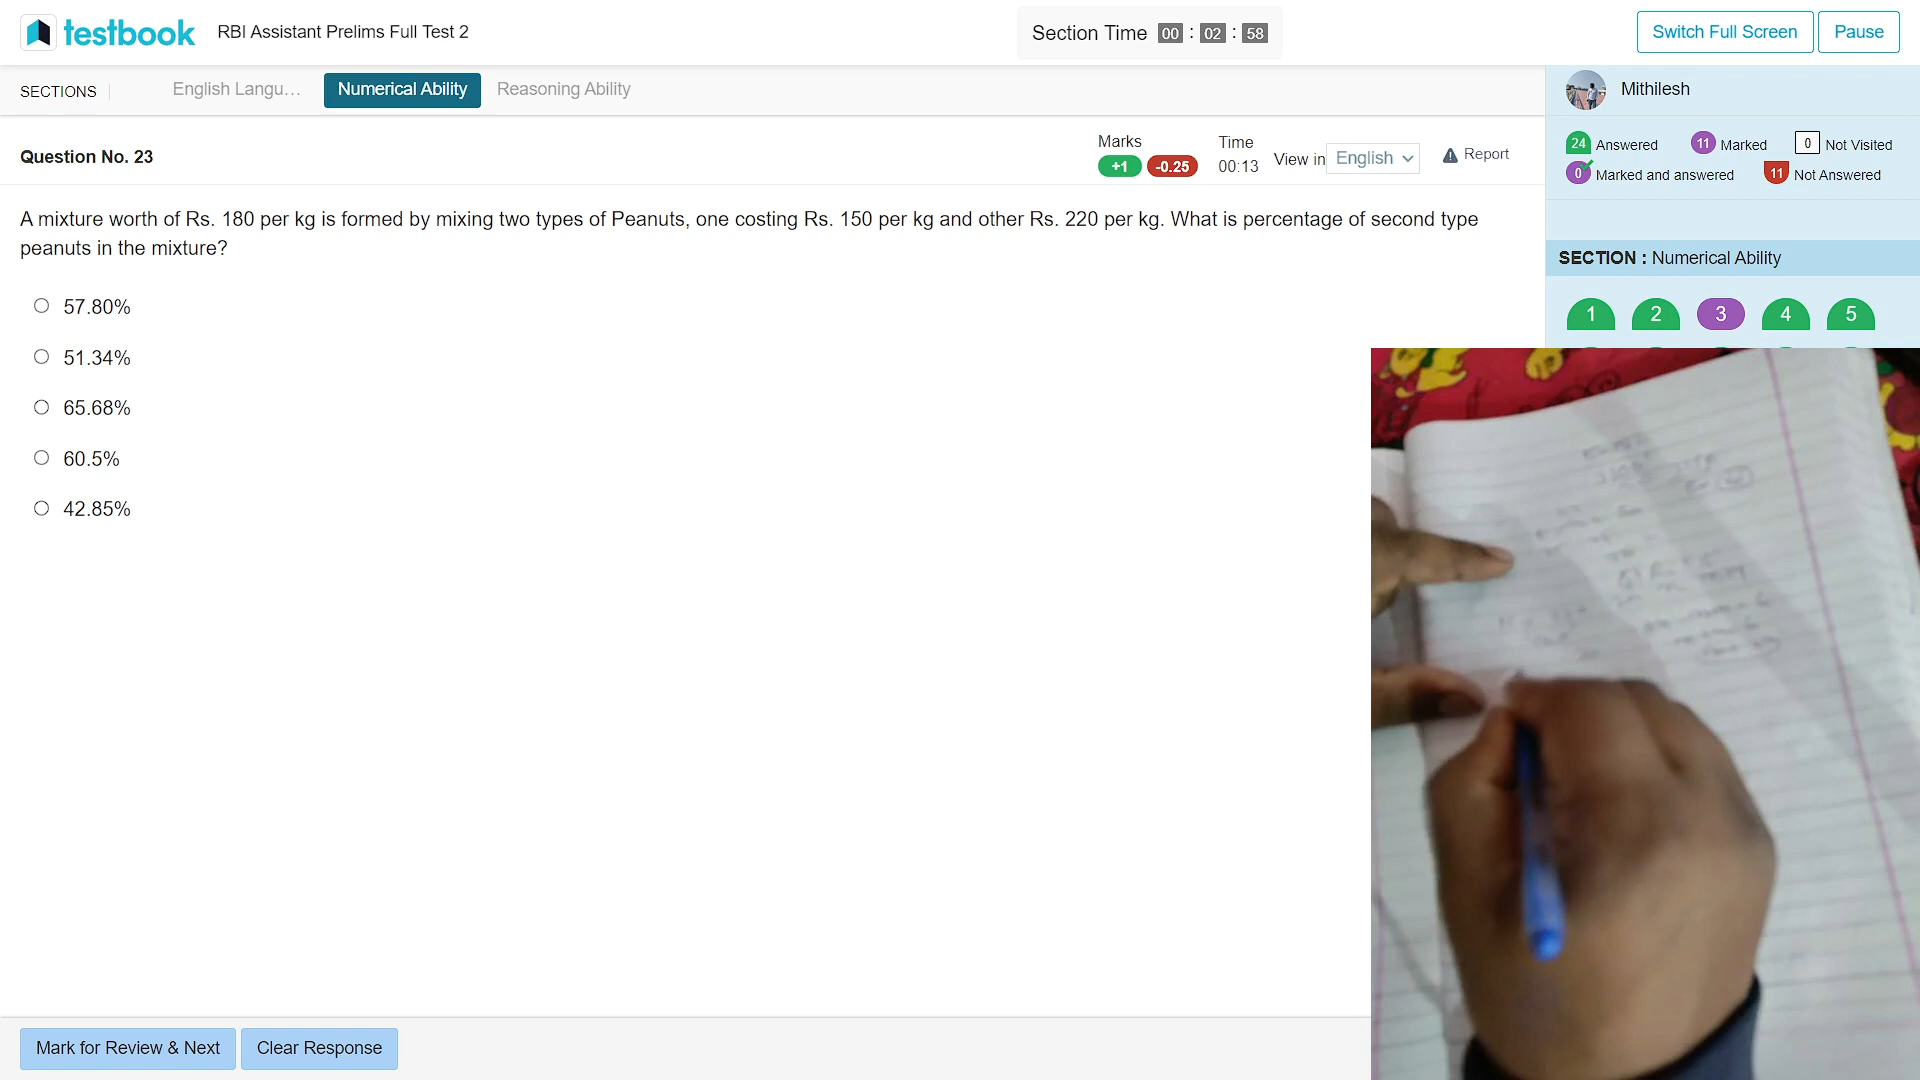 testbook
RBI Assistant Prelims Full Test 2
Section Time 00 : 02 : 58
Switch Full Screen
Pause
SECTIONS
English Langu...
Numerical Ability
Reasoning Ability
Mithilesh
24 Answered
11 Marked
0 Not Visited
0 Marked and answered
11 Not Answered
Question No. 23
Marks
+1 -0.25
Time
00:13
View in English
Report
A mixture worth of Rs. 180 per kg is formed by mixing two types of Peanuts, one costing Rs. 150 per kg and other Rs. 220 per kg. What is percentage of second type
peanuts in the mixture?
57.80%
51.34%
65.68%
60.5%
42.85%
SECTION : Numerical Ability
1 2 3 4 5
Mark for Review & Next
Clear Response